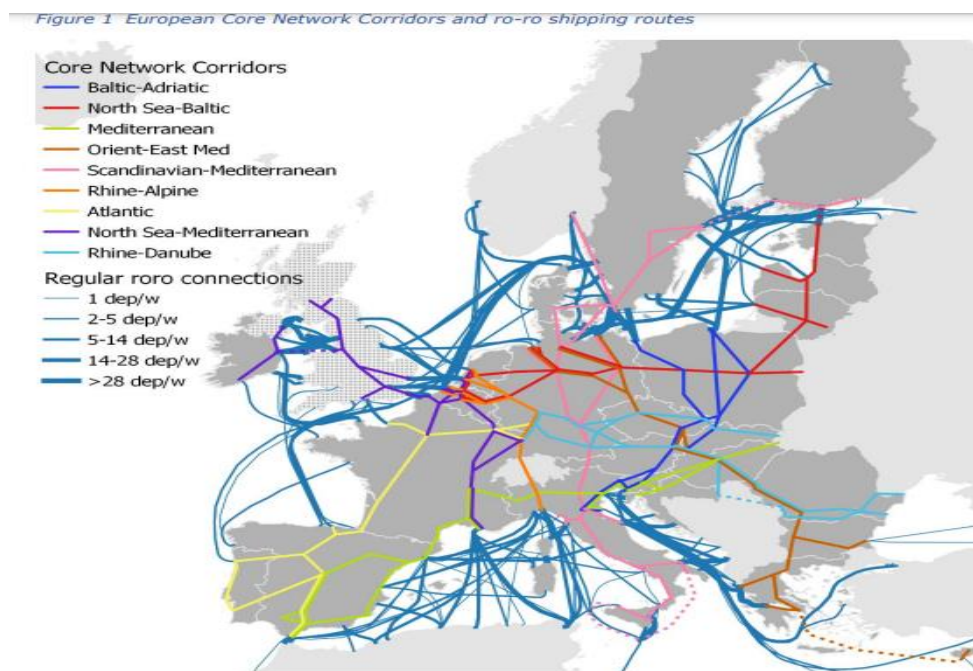 Figure 1 European Core Network Corridors and ro-ro shipping routes
Core Network Corridors
Baltic-Adriatic
North Sea-Baltic
Mediterranean
Orient-East Med
Scandinavian-Mediterranean
Rhine-Alpine
Atlantic
North Sea-Mediterranean
Rhine-Danube
Regular roro connections
1 dep/w
2-5 dep/w
5-14 dep/w
14-28 dep/w
>28 dep/w